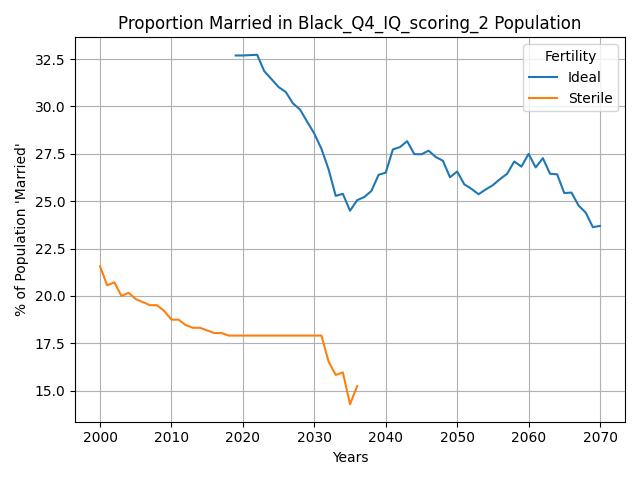 Proportion Married in Black_Q4_IQ_scoring_2 Population
% of Population 'Married'
32.5
30.0
27.5
25.0
22.5
20.0
17.5
15.0
Fertility
Ideal
Sterile
2000 2010 2020 2030 2040 2050 2060 2070
Years